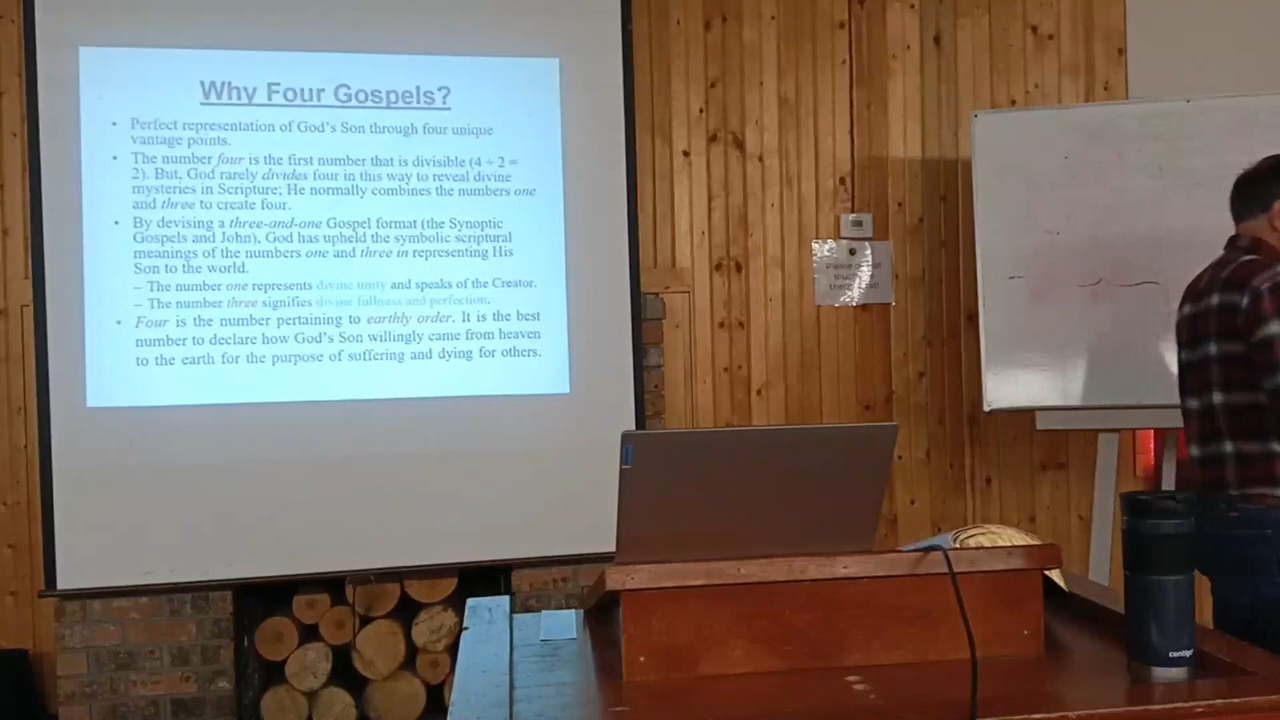 Why Four Gospels?
• Perfect representation of God's Son through four unique
vantage points.
• The number four is the first number that is divisible (4 ÷ 2 =
2). But, God rarely divides four in this way to reveal divine
mysteries in Scripture; He normally combines the numbers one
and three to create four.
• By devising a three-and-one Gospel format (the Synoptic
Gospels and John), God has upheld the symbolic scriptural
meanings of the numbers one and three in representing His
Son to the world.
– The number one represents divine unity and speaks of the Creator.
– The number three signifies divine fullness and perfection.
• Four is the number pertaining to earthly order. It is the best
number to declare how God's Son willingly came from heaven
to the earth for the purpose of suffering and dying for others.
Please
contigo